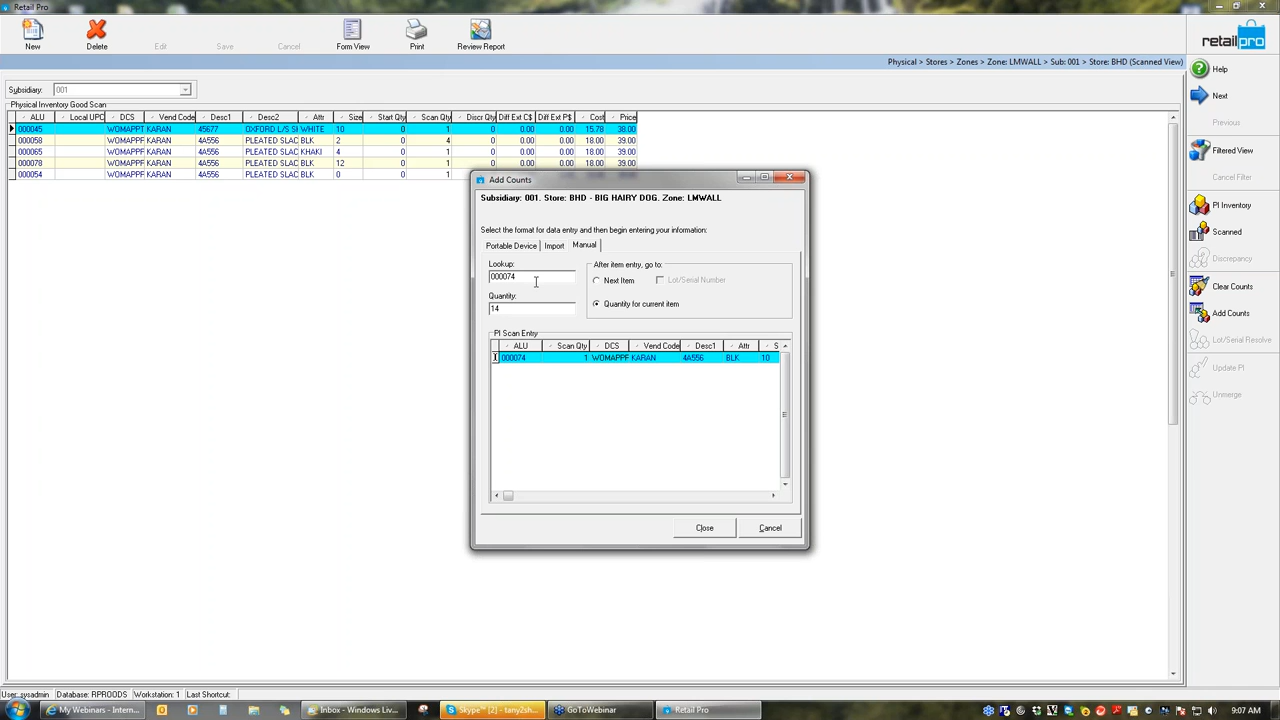 Retail Pro
New Delete Edit Save Cancel Form View Print Review Report
retailpro
Physical > Stores > Zones > Zone: LMWALL > Sub: 001 > Store: BHD (Scanned View)
Subsidiary: 001
Physical Inventory Good Scan
ALU Local UPC DCS Vend Code Desc1 Desc2 Attr Size Start Qty Scan Qty Discr Qty Diff Ext C$ Diff Ext P$ Cost Price
000045 WOMAPPT KARAN 45677 OXFORD L/S SI WHITE 10 0 1 0 0.00 0.00 15.78 38.00
000058 WOMAPPF KARAN 4A556 PLEATED SLAC BLK 2 0 4 0 0.00 0.00 18.00 39.00
000065 WOMAPPF KARAN 4A556 PLEATED SLAC KHAKI 4 0 1 0 0.00 0.00 18.00 39.00
000078 WOMAPPF KARAN 4A556 PLEATED SLAC BLK 12 0 1 0 0.00 0.00 18.00 39.00
000054 WOMAPPF KARAN 4A556 PLEATED SLAC BLK 0 0 1 0 0.00 0.00 18.00 39.00
Add Counts
Subsidiary: 001. Store: BHD - BIG HAIRY DOG. Zone: LMWALL
Select the format for data entry and then begin entering your information:
Portable Device Import Manual
Lookup: After item entry, go to:
000074 Next Item Lot/Serial Number
Quantity:
14 Quantity for current item
PI Scan Entry
ALU Scan Qty DCS Vend Code Desc1 Attr S
000074 1 WOMAPPF KARAN 4A556 BLK 10
Close Cancel
Help
Next
Previous
Filtered View
Cancel Filter
PI Inventory
Scanned
Discrepancy
Clear Counts
Add Counts
Lot/Serial Resolve
Update PI
Unmerge
User: sysadmin Database: RPROODS Workstation: 1 Last Shortcut:
My Webinars - Intern... Inbox - Windows Liv... Skype™ [2] - tany2sh... GoToWebinar Retail Pro 9:07 AM